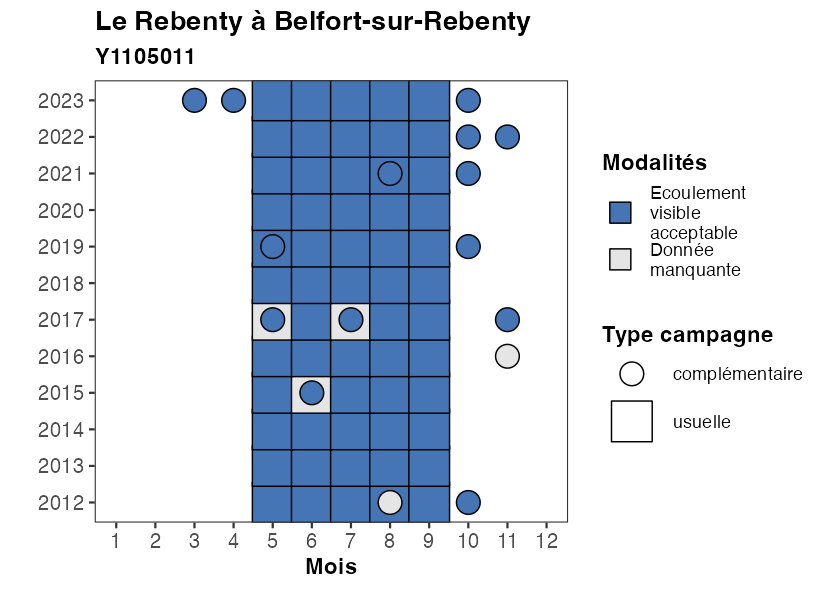 Le Rebenty à Belfort-sur-Rebenty
Y1105011
2023
2022
2021
2020
2019
2018
2017
2016
2015
2014
2013
2012
1 2 3 4 5 6 7 8 9 10 11 12
Mois
Modalités
Ecoulement
visible
acceptable
Donnée
manquante
Type campagne
complémentaire
usuelle